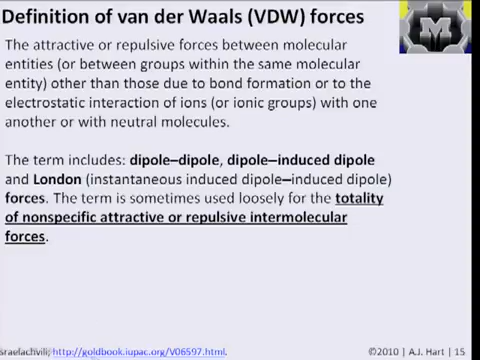 Definition of van der Waals (VDW) forces
M
The attractive or repulsive forces between molecular
entities (or between groups within the same molecular
entity) other than those due to bond formation or to the
electrostatic interaction of ions (or ionic groups) with one
another or with neutral molecules.
The term includes: dipole–dipole, dipole–induced dipole
and London (instantaneous induced dipole–induced dipole)
forces. The term is sometimes used loosely for the totality
of nonspecific attractive or repulsive intermolecular
forces.
sraelachvili; http://goldbook.iupac.org/V06597.html.
©2010 | A.J. Hart | 15